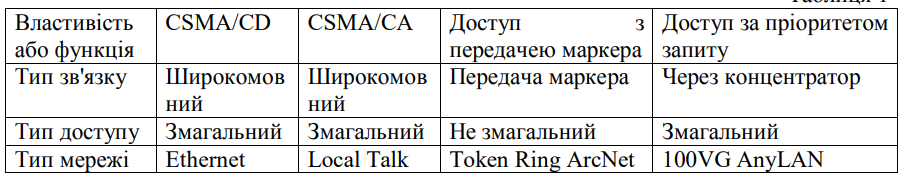 Властивість або функція CSMA/CD CSMA/CA Доступ з передачею маркера Доступ за пріоритетом запиту
Тип зв'язку Широкомов ний Широкомов ний Передача маркера Через концентратор
Тип доступу Змагальний Змагальний Не змагальний Змагальний
Тип мережі Ethernet Local Talk Token Ring ArcNet 100VG AnyLAN